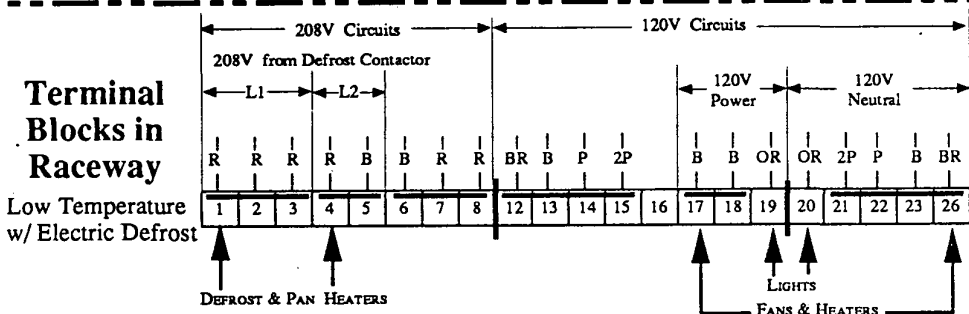 208V Circuits 120V Circuits
208V from Defrost Contactor
L1 L2 120V Power 120V Neutral
Terminal Blocks in Raceway
R R R R B B R R BR B P 2P B B OR OR 2P P B BR
Low Temperature w/ Electric Defrost
1 2 3 4 5 6 7 8 12 13 14 15 16 17 18 19 20 21 22 23 26
DEFROST & PAN HEATERS
LIGHTS
FANS & HEATERS